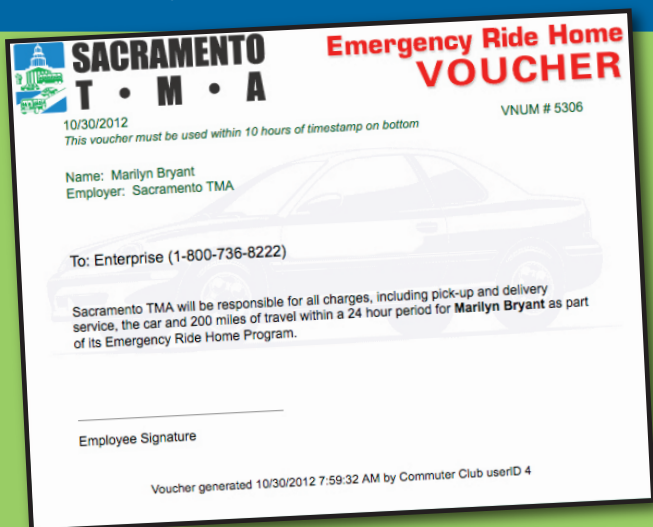 SACRAMENTO
T • M • A
Emergency Ride Home
VOUCHER
10/30/2012
VNUM # 5306
This voucher must be used within 10 hours of timestamp on bottom
Name: Marilyn Bryant
Employer: Sacramento TMA
To: Enterprise (1-800-736-8222)
Sacramento TMA will be responsible for all charges, including pick-up and delivery
service, the car and 200 miles of travel within a 24 hour period for Marilyn Bryant as part
of its Emergency Ride Home Program.
Employee Signature
Voucher generated 10/30/2012 7:59:32 AM by Commuter Club userID 4